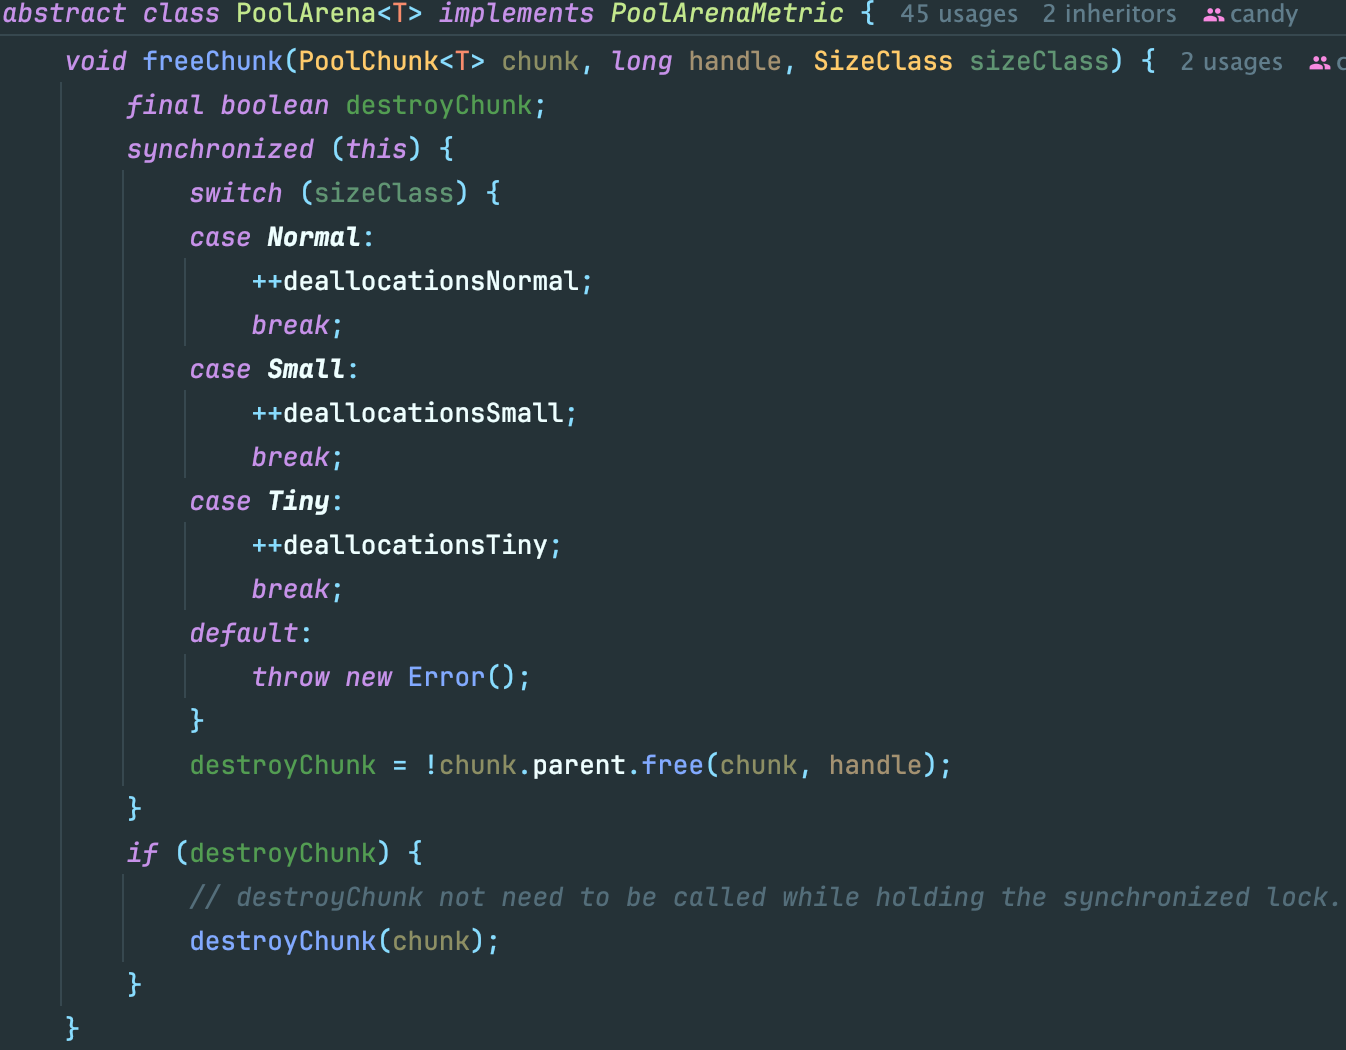 abstract class PoolArena<T> implements PoolArenaMetric {  45 usages  2 inheritors  candy
    void freeChunk(PoolChunk<T> chunk, long handle, SizeClass sizeClass) {  2 usages
        final boolean destroyChunk;
        synchronized (this) {
            switch (sizeClass) {
            case Normal:
                ++deallocationsNormal;
                break;
            case Small:
                ++deallocationsSmall;
                break;
            case Tiny:
                ++deallocationsTiny;
                break;
            default:
                throw new Error();
            }
            destroyChunk = !chunk.parent.free(chunk, handle);
        }
        if (destroyChunk) {
            // destroyChunk not need to be called while holding the synchronized lock.
            destroyChunk(chunk);
        }
    }